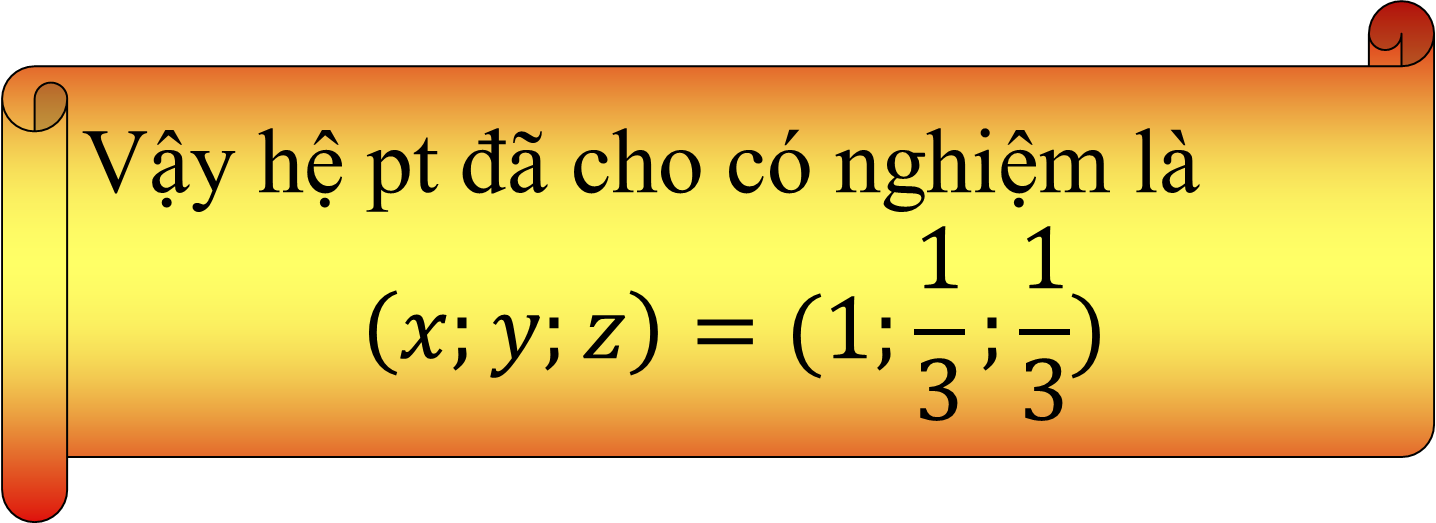 Vậy hệ pt đã cho có nghiệm là
(x; y; z) = (1; 1/3 ; 1/3)